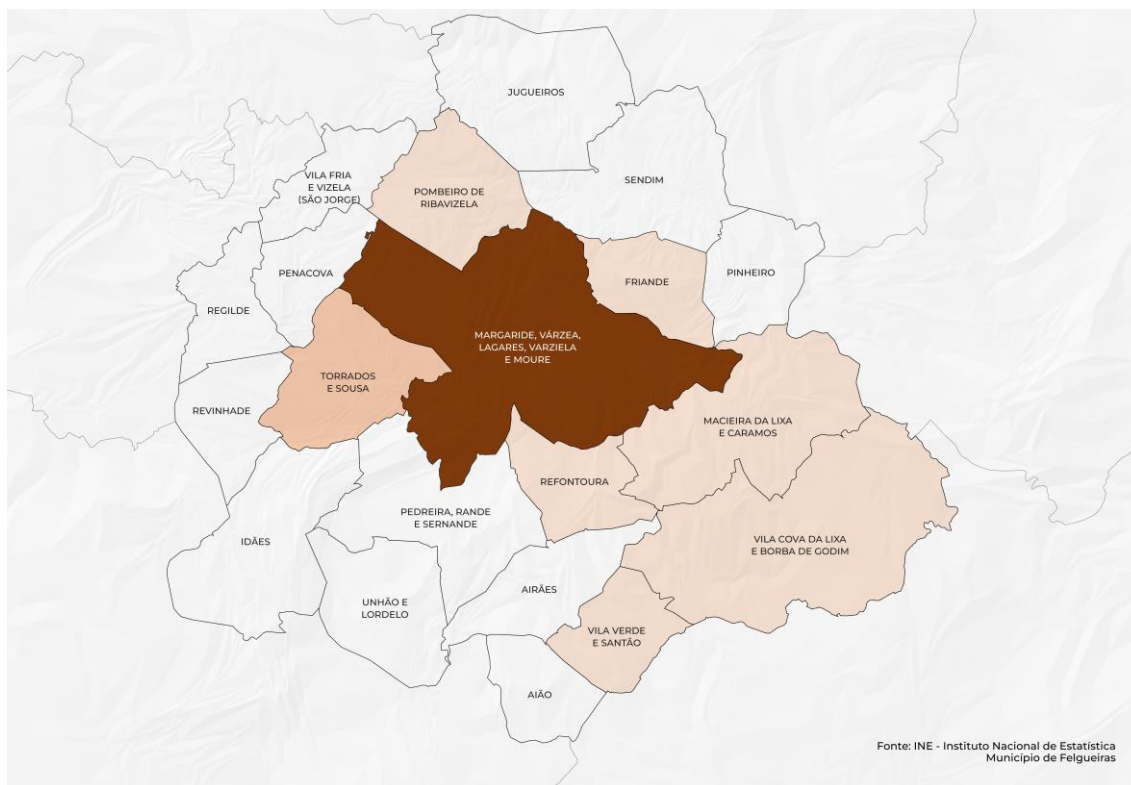 JUGUEIROS
VILA FRIA
E VIZELA
(SÃO JORGE)
POMBEIRO DE
RIBAVIZELA
SENDIM
PENACOVA
FRIANDE
PINHEIRO
REGILDE
MARGARIDE, VÁRZEA,
LAGARES, VARZIELA
E MOURE
TORRADOS
E SOUSA
REVINHADE
MACIEIRA DA LIXA
E CARAMOS
REFONTOURA
PEDREIRA, RANDE
E SERNANDE
IDÃES
VILA COVA DA LIXA
E BORBA DE GODIM
AIRÃES
UNHÃO E
LORDELO
VILA VERDE
E SANTÃO
AIÃO
Fonte: INE - Instituto Nacional de Estatística
Município de Felgueiras